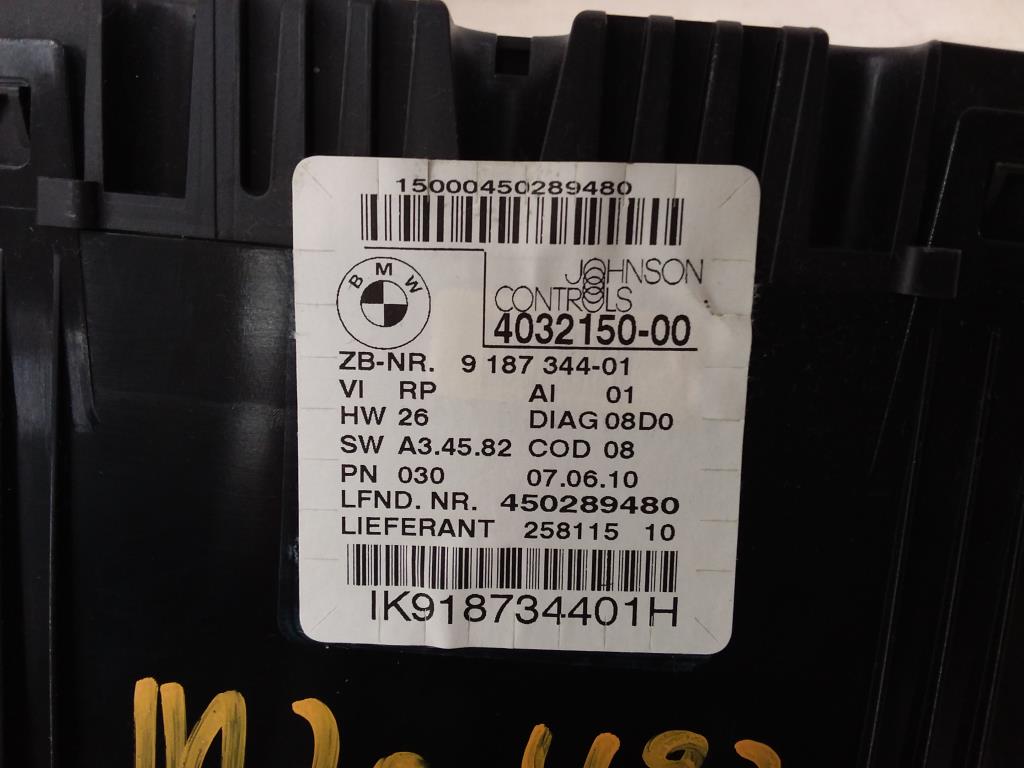 15000450289480
BMW
JOHNSON
CONTROLS
4032150-00
ZB-NR. 9 187 344-01
VI RP AI 01
HW 26 DIAG 08D0
SW A3.45.82 COD 08
PN 030 07.06.10
LFND. NR. 450289480
LIEFERANT 258115 10
IK918734401H